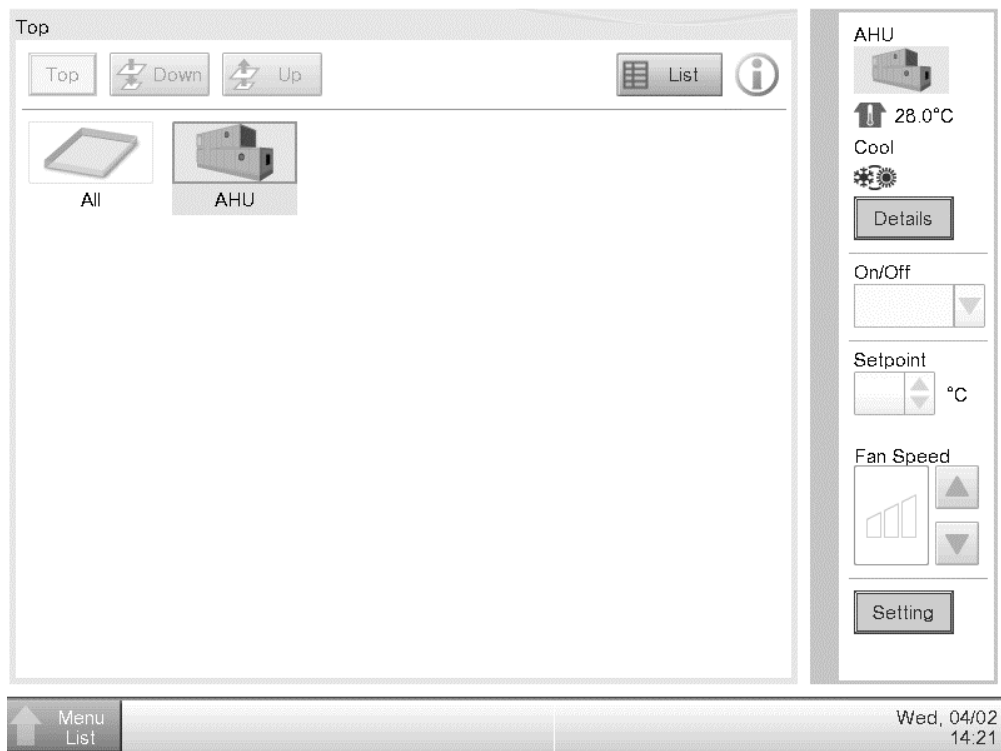 Top
Top
Down
Up
List
All
AHU
AHU
28.0°C
Cool
Details
On/Off
Setpoint
°C
Fan Speed
Setting
Menu
List
Wed, 04/02
14:21